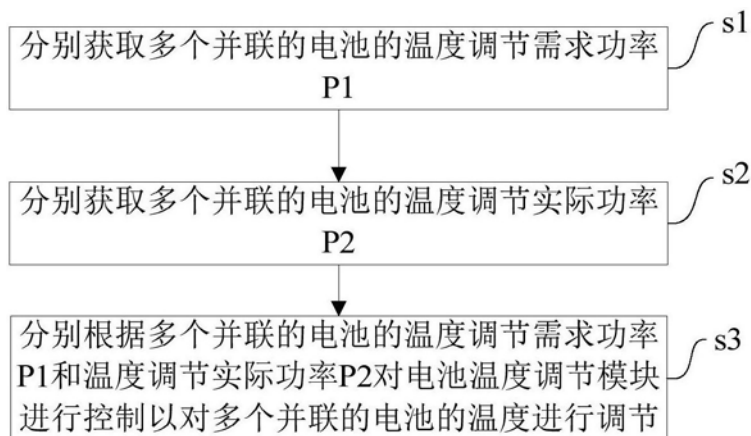 分别获取多个并联的电池的温度调节需求功率
P1
s1
分别获取多个并联的电池的温度调节实际功率
P2
s2
分别根据多个并联的电池的温度调节需求功率
P1和温度调节实际功率P2对电池温度调节模块
进行控制以对多个并联的电池的温度进行调节
s3